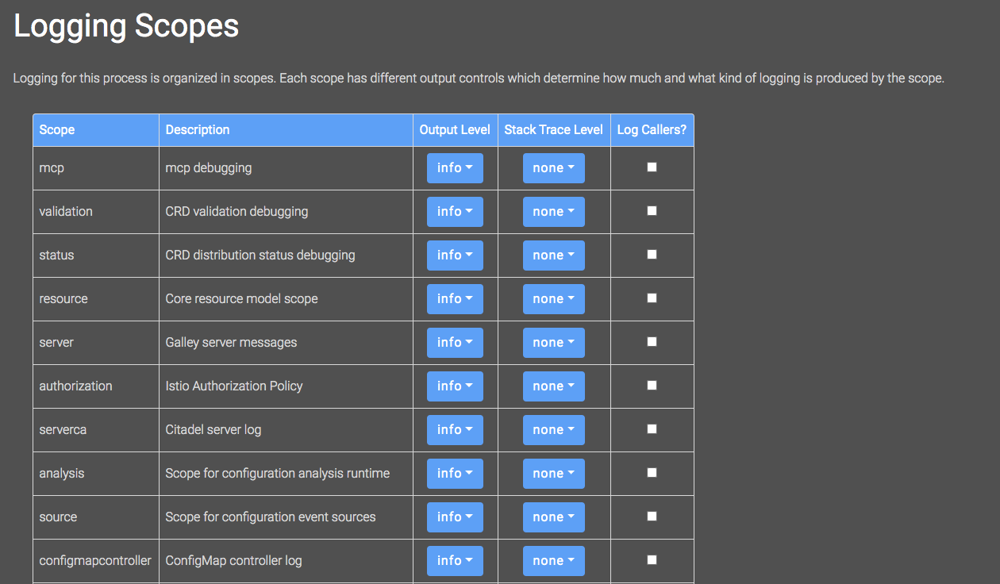 Logging Scopes
Logging for this process is organized in scopes. Each scope has different output controls which determine how much and what kind of logging is produced by the scope.
Scope Description Output Level Stack Trace Level Log Callers?
mcp mcp debugging info none
validation CRD validation debugging info none
status CRD distribution status debugging info none
resource Core resource model scope info none
server Galley server messages info none
authorization Istio Authorization Policy info none
serverca Citadel server log info none
analysis Scope for configuration analysis runtime info none
source Scope for configuration event sources info none
configmapcontroller ConfigMap controller log info none